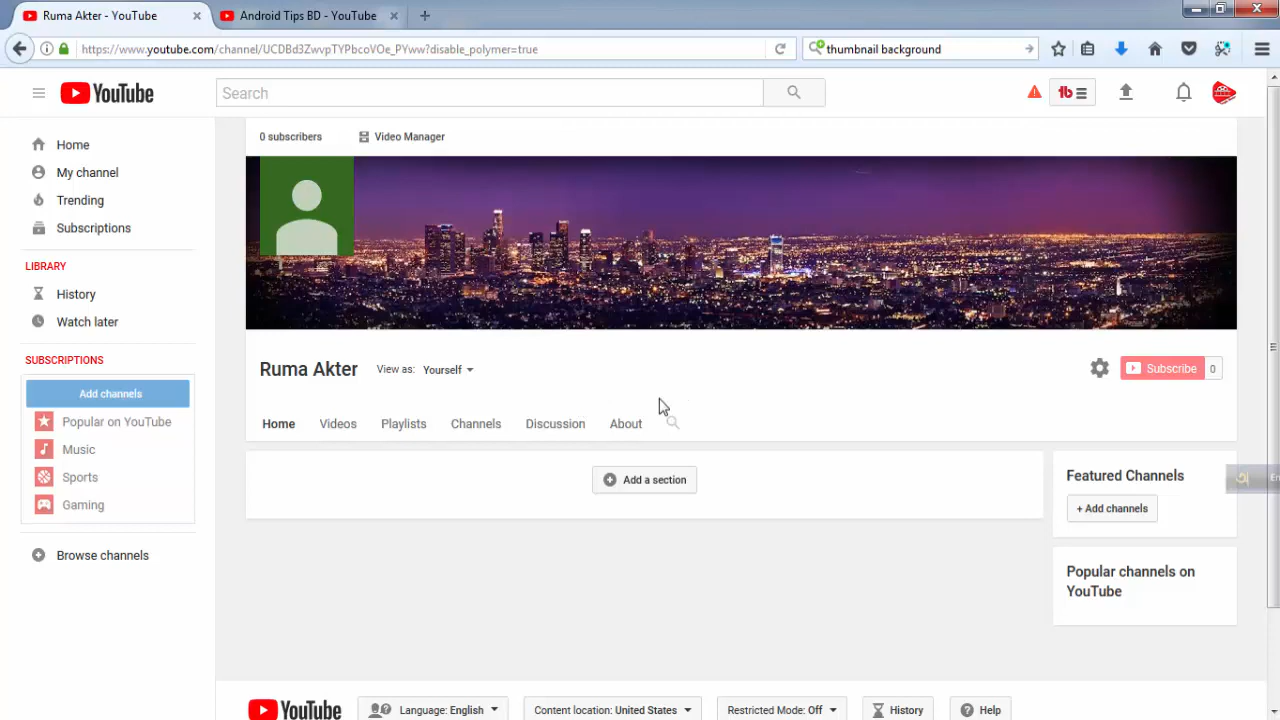 Ruma Akter - YouTube
Android Tips BD - YouTube
https://www.youtube.com/channel/UCDBd3ZwvpTYPbcoVOe_PYww?disable_polymer=true
thumbnail background
YouTube
Search
0 subscribers
Video Manager
Home
My channel
Trending
Subscriptions
LIBRARY
History
Watch later
SUBSCRIPTIONS
Add channels
Popular on YouTube
Music
Sports
Gaming
Browse channels
Ruma Akter
View as: Yourself
Subscribe 0
Home Videos Playlists Channels Discussion About
Add a section
Featured Channels
+ Add channels
Popular channels on
YouTube
YouTube
Language: English
Content location: United States
Restricted Mode: Off
History
Help